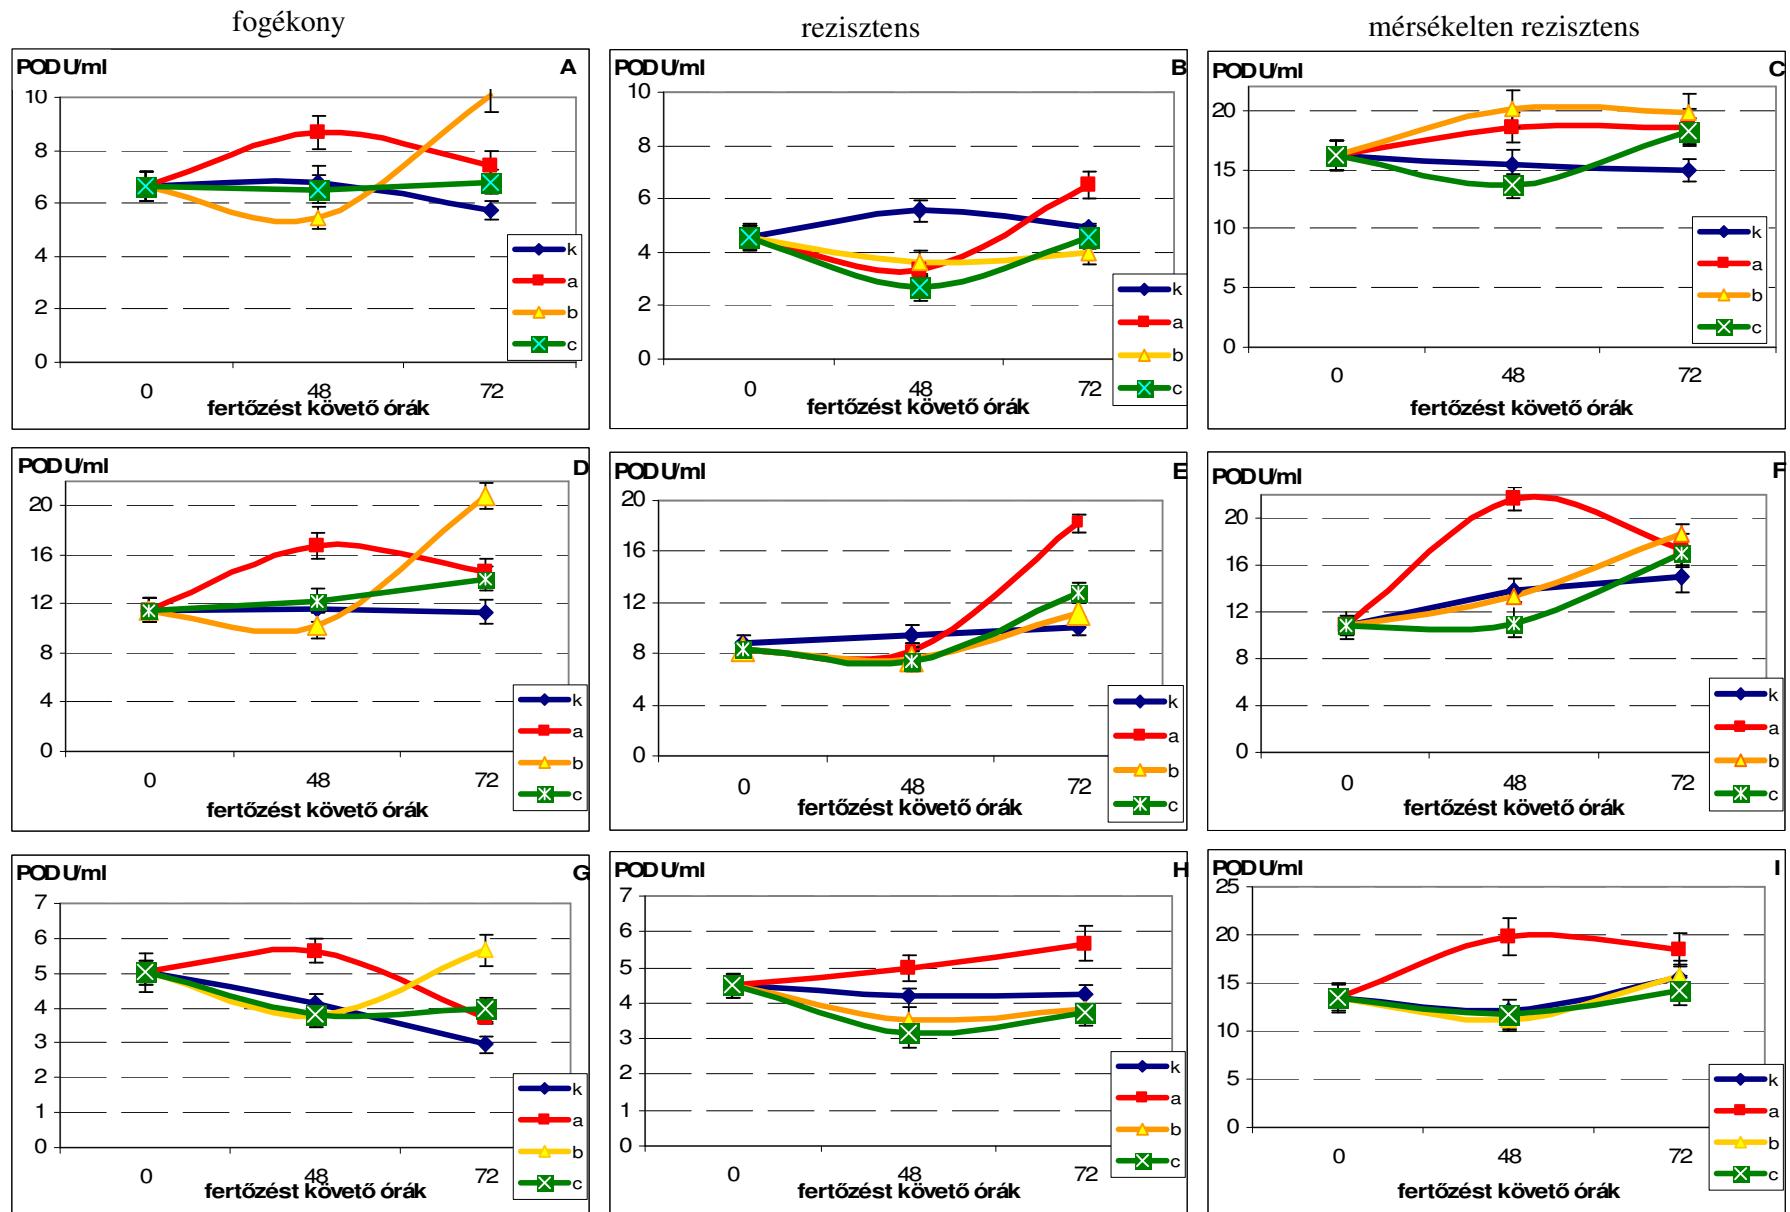 fogékony
rezisztens
mérsékelten rezisztens
POD U/ml
A
10
8
6
4
2
0
0
48
72
fertőzést követő órák
k
a
b
c
POD U/ml
B
10
8
6
4
2
0
0
48
72
fertőzést követő órák
k
a
b
c
POD U/ml
C
20
15
10
5
0
0
48
72
fertőzést követő órák
k
a
b
c
POD U/ml
D
20
16
12
8
4
0
0
48
72
fertőzést követő órák
k
a
b
c
POD U/ml
E
20
16
12
8
4
0
0
48
72
fertőzést követő órák
k
a
b
c
POD U/ml
F
20
16
12
8
4
0
0
48
72
fertőzést követő órák
k
a
b
c
POD U/ml
G
7
6
5
4
3
2
1
0
0
48
72
fertőzést követő órák
k
a
b
c
POD U/ml
H
7
6
5
4
3
2
1
0
0
48
72
fertőzést követő órák
k
a
b
c
POD U/ml
I
25
20
15
10
5
0
0
48
72
fertőzést követő órák
k
a
b
c